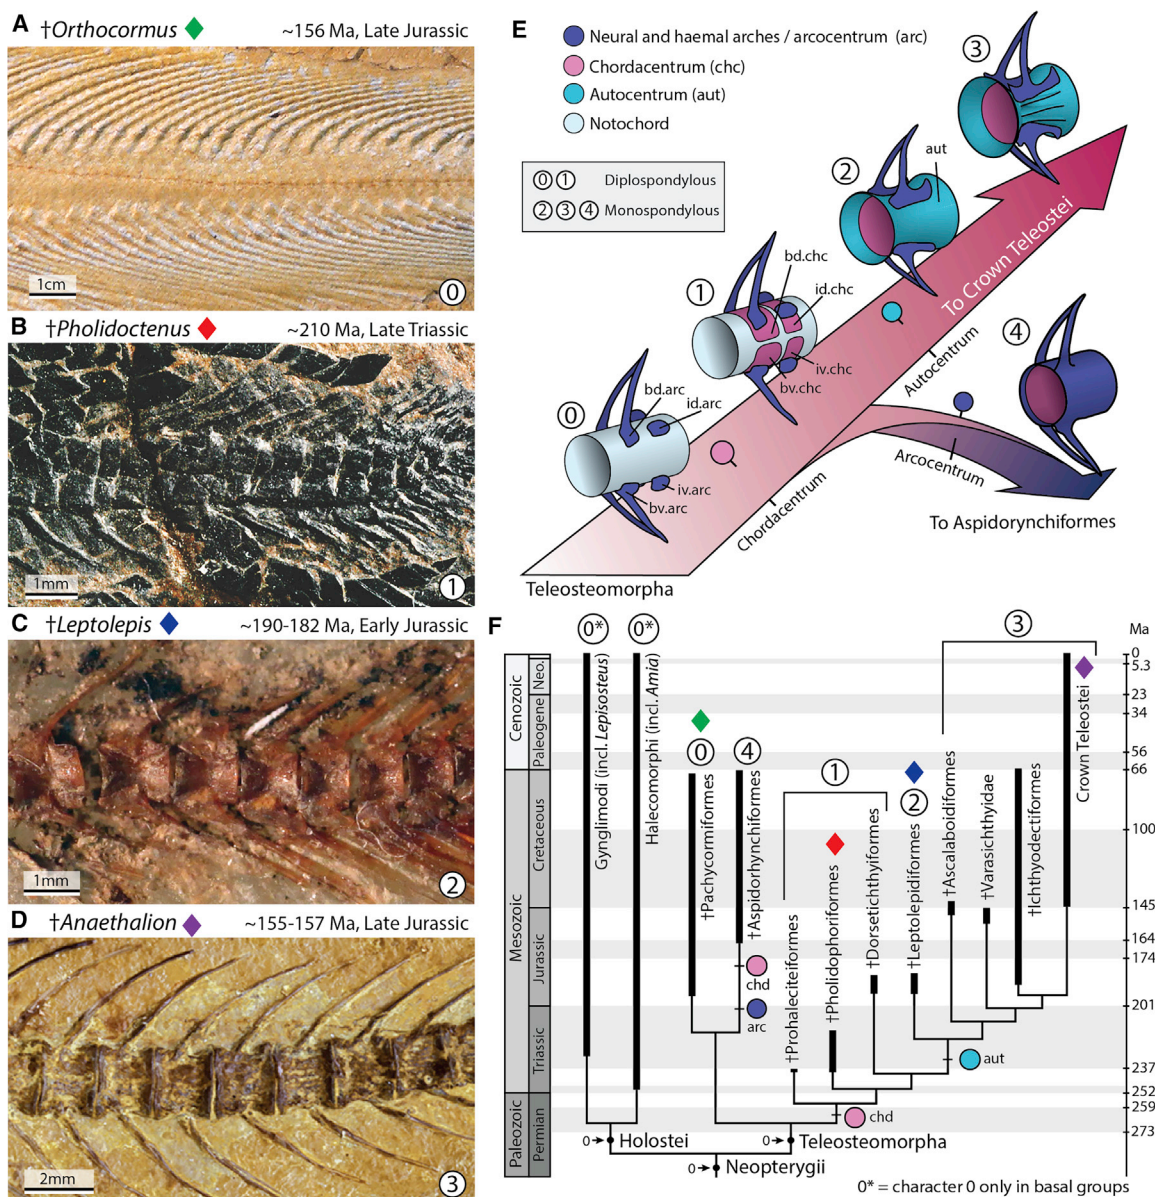 A †Orthocormus ~156 Ma, Late Jurassic
1cm
0
B †Pholidoctenus ~210 Ma, Late Triassic
1mm
1
C †Leptolepis ~190-182 Ma, Early Jurassic
1mm
2
D †Anaethalion ~155-157 Ma, Late Jurassic
2mm
3
E
Neural and haemal arches / arcocentrum (arc)
Chordacentrum (chc)
Autocentrum (aut)
Notochord
0 1 Diplospondylous
2 3 4 Monospondylous
3
2
aut
1
bd.chc
id.chc
iv.chc
bv.chc
0
bd.arc
id.arc
iv.arc
bv.arc
4
To Crown Teleostei
Autocentrum
Arcocentrum
Chordacentrum
To Aspidorynchiformes
Teleosteomorpha
F
0*
0*
3
Ma
0
5.3
23
34
56
66
100
145
164
174
201
237
252
259
273
Cenozoic
Mesozoic
Paleozoic
Neo.
Paleogene
Cretaceous
Jurassic
Triassic
Permian
Gynglimodi (incl. Lepisosteus)
Halecomorphi (incl. Amia)
0
†Pachycormiformes
4
†Aspidorhynchiformes
1
†Prohaleciteiformes
†Pholidophoriformes
†Dorsetichthyiformes
2
†Leptolepidiformes
†Ascalaboidiformes
†Varasichthyidae
†Ichthyodectiformes
Crown Teleostei
chd
arc
aut
chd
0 Holostei
0 Teleosteomorpha
0 Neopterygii
0* = character 0 only in basal groups